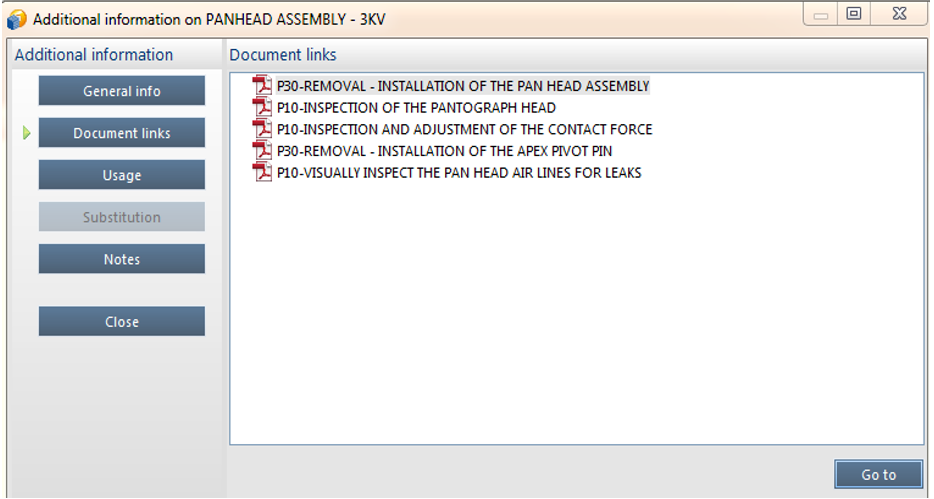 Additional information on PANHEAD ASSEMBLY - 3KV
Additional information
Document links
General info
Document links
Usage
Substitution
Notes
Close
P30-REMOVAL - INSTALLATION OF THE PAN HEAD ASSEMBLY
P10-INSPECTION OF THE PANTOGRAPH HEAD
P10-INSPECTION AND ADJUSTMENT OF THE CONTACT FORCE
P30-REMOVAL - INSTALLATION OF THE APEX PIVOT PIN
P10-VISUALLY INSPECT THE PAN HEAD AIR LINES FOR LEAKS
Go to